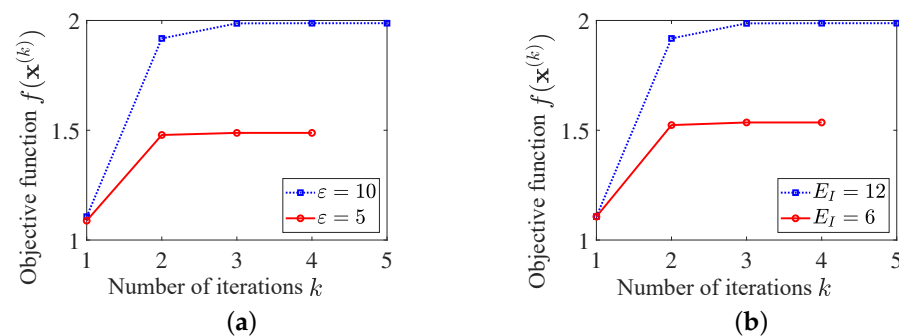 Objective function f(x^(k))
2
1.5
1
ε = 10
ε = 5
1 2 3 4 5
Number of iterations k
(a)
Objective function f(x^(k))
2
1.5
1
E_I = 12
E_I = 6
1 2 3 4 5
Number of iterations k
(b)